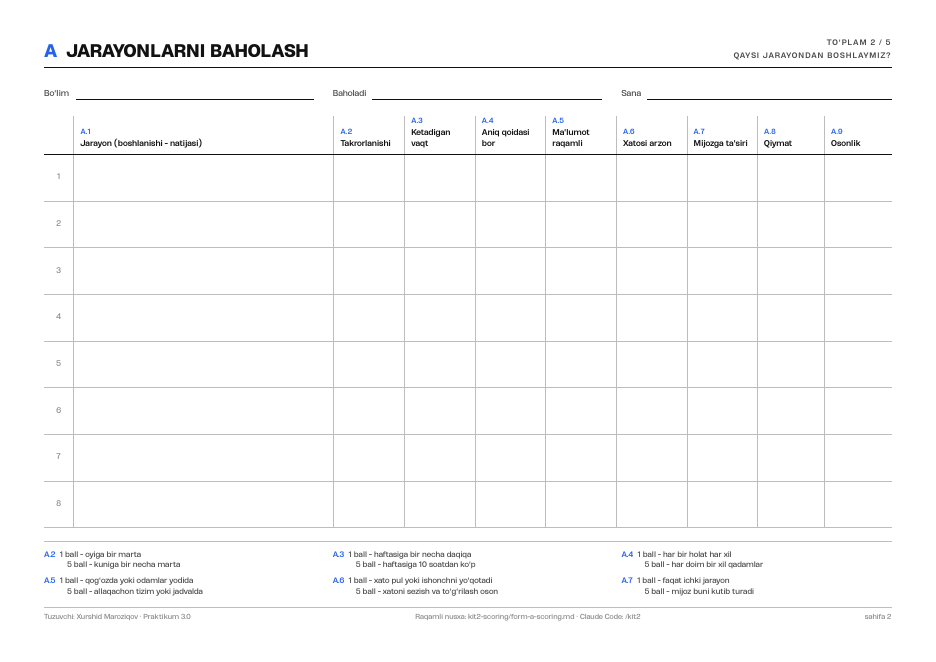 A JARAYONLARNI BAHOLASH
TO'PLAM 2 / 5
QAYSI JARAYONDAN BOSHLAYMIZ?
Bo'lim
Baholadi
Sana
A.1
Jarayon (boshlanishi - natijasi)
A.2
Takrorlanishi
A.3
Ketadigan
vaqt
A.4
Aniq qoidasi
bor
A.5
Ma'lumot
raqamli
A.6
Xatosi arzon
A.7
Mijozga ta'siri
A.8
Qiymat
A.9
Osonlik
1
2
3
4
5
6
7
8
A.2 1 ball - oyiga bir marta
5 ball - kuniga bir necha marta
A.3 1 ball - haftasiga bir necha daqiqa
5 ball - haftasiga 10 soatdan ko'p
A.4 1 ball - har bir holat har xil
5 ball - har doim bir xil qadamlar
A.5 1 ball - qog'ozda yoki odamlar yodida
5 ball - allaqachon tizim yoki jadvalda
A.6 1 ball - xato pul yoki ishonchni yo'qotadi
5 ball - xatoni sezish va to'g'rilash oson
A.7 1 ball - faqat ichki jarayon
5 ball - mijoz buni kutib turadi
Tuzuvchi: Xurshid Maroziqov · Praktikum 3.0
Raqamli nusxa: kit2-scoring/form-a-scoring.md · Claude Code: /kit2
sahifa 2